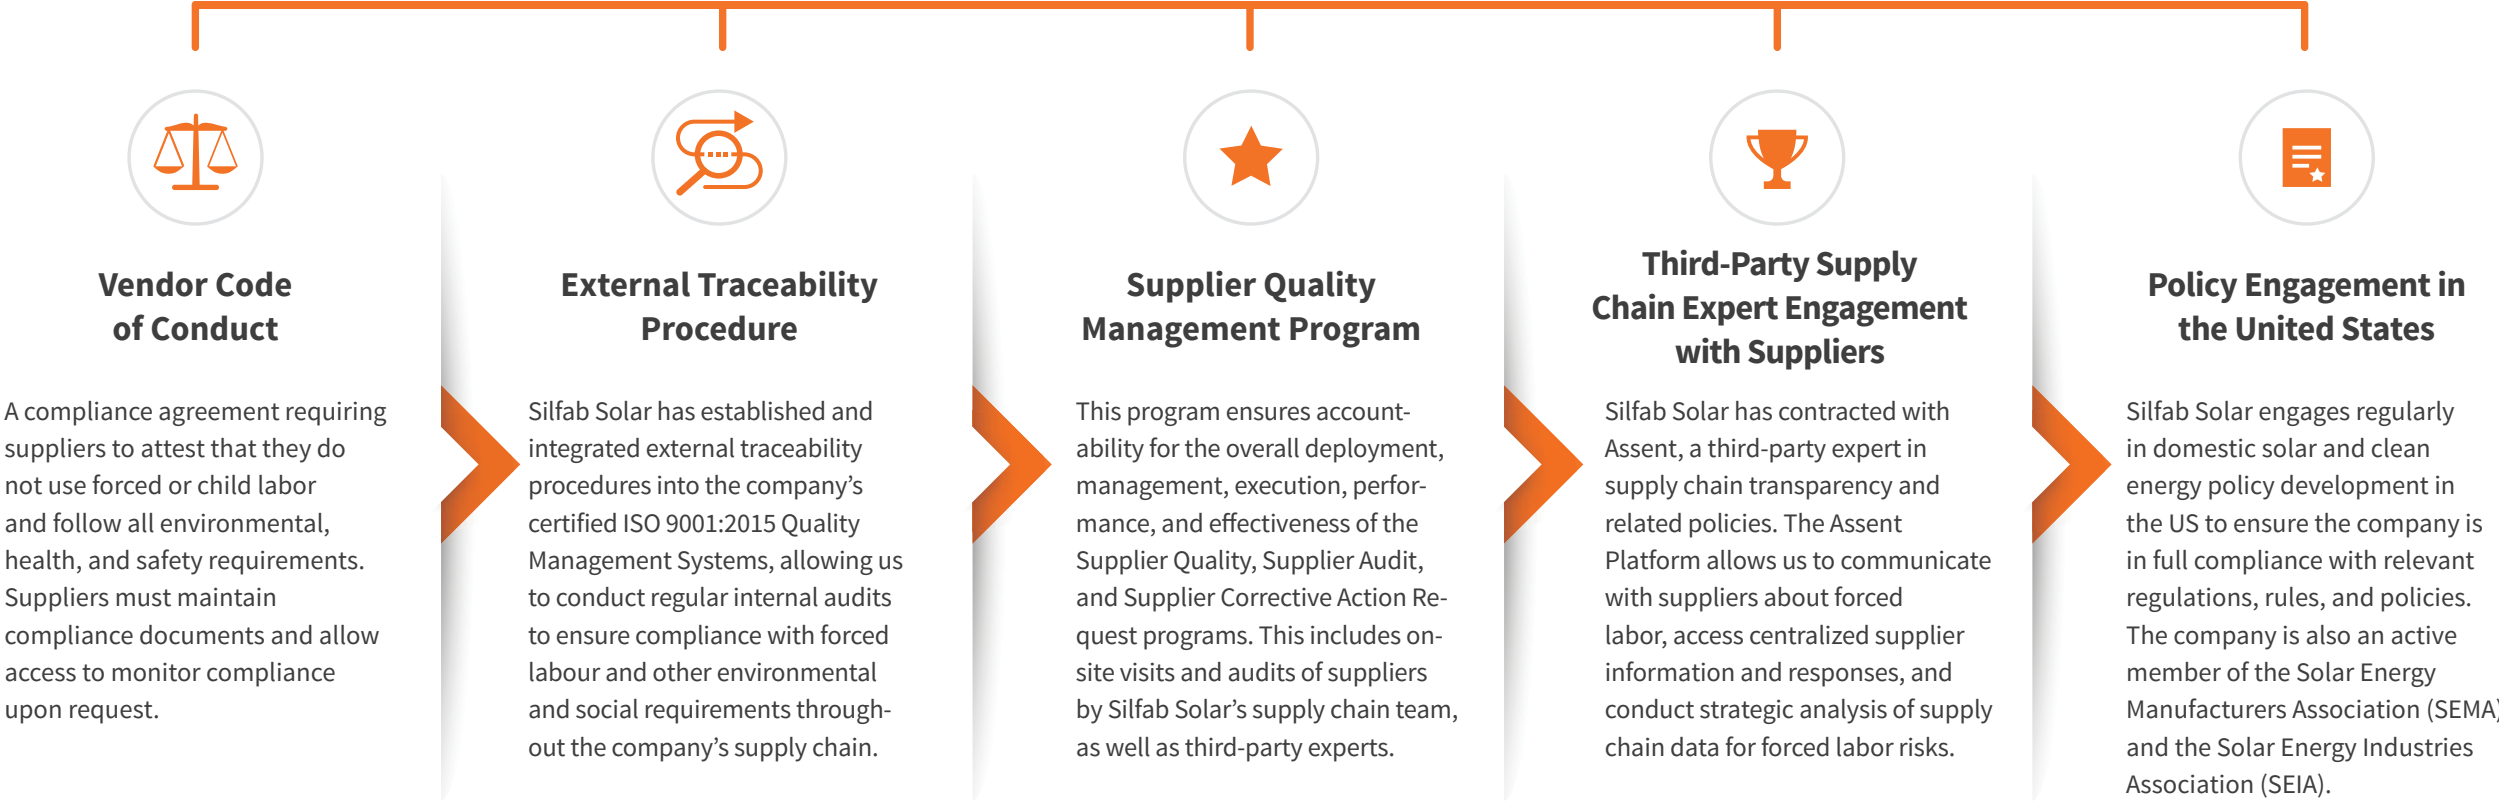 Vendor Code
of Conduct
A compliance agreement requiring
suppliers to attest that they do
not use forced or child labor
and follow all environmental,
health, and safety requirements.
Suppliers must maintain
compliance documents and allow
access to monitor compliance
upon request.
External Traceability
Procedure
Silfab Solar has established and
integrated external traceability
procedures into the company’s
certified ISO 9001:2015 Quality
Management Systems, allowing us
to conduct regular internal audits
to ensure compliance with forced
labour and other environmental
and social requirements through-
out the company’s supply chain.
Supplier Quality
Management Program
This program ensures account-
ability for the overall deployment,
management, execution, perfor-
mance, and effectiveness of the
Supplier Quality, Supplier Audit,
and Supplier Corrective Action Re-
quest programs. This includes on-
site visits and audits of suppliers
by Silfab Solar’s supply chain team,
as well as third-party experts.
Third-Party Supply
Chain Expert Engagement
with Suppliers
Silfab Solar has contracted with
Assent, a third-party expert in
supply chain transparency and
related policies. The Assent
Platform allows us to communicate
with suppliers about forced
labor, access centralized supplier
information and responses, and
conduct strategic analysis of supply
chain data for forced labor risks.
Policy Engagement in
the United States
Silfab Solar engages regularly
in domestic solar and clean
energy policy development in
the US to ensure the company is
in full compliance with relevant
regulations, rules, and policies.
The company is also an active
member of the Solar Energy
Manufacturers Association (SEMA)
and the Solar Energy Industries
Association (SEIA).